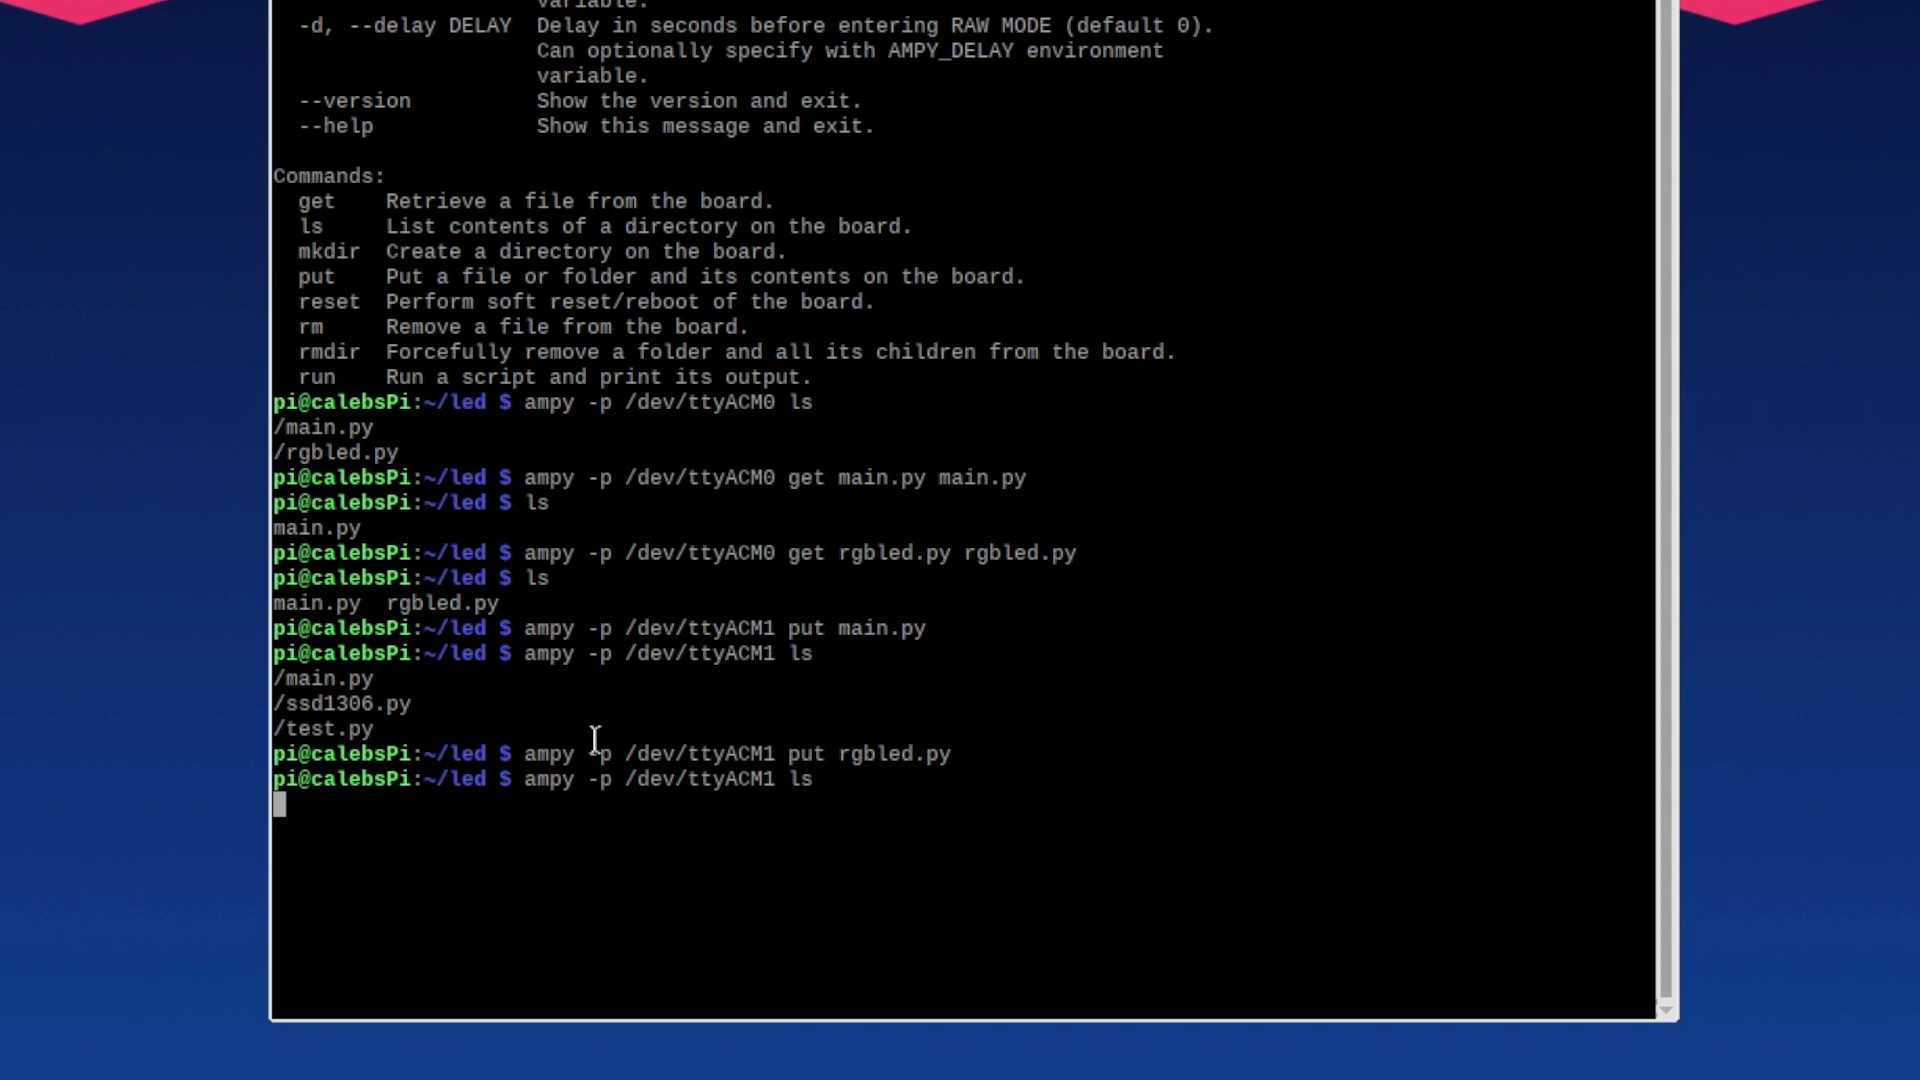 variable.
-d, --delay DELAY  Delay in seconds before entering RAW MODE (default 0).
Can optionally specify with AMPY_DELAY environment
variable.
--version          Show the version and exit.
--help             Show this message and exit.
Commands:
get    Retrieve a file from the board.
ls     List contents of a directory on the board.
mkdir  Create a directory on the board.
put    Put a file or folder and its contents on the board.
reset  Perform soft reset/reboot of the board.
rm     Remove a file from the board.
rmdir  Forcefully remove a folder and all its children from the board.
run    Run a script and print its output.
pi@calebsPi:~/led $ ampy -p /dev/ttyACM0 ls
/main.py
/rgbled.py
pi@calebsPi:~/led $ ampy -p /dev/ttyACM0 get main.py main.py
pi@calebsPi:~/led $ ls
main.py
pi@calebsPi:~/led $ ampy -p /dev/ttyACM0 get rgbled.py rgbled.py
pi@calebsPi:~/led $ ls
main.py  rgbled.py
pi@calebsPi:~/led $ ampy -p /dev/ttyACM1 put main.py
pi@calebsPi:~/led $ ampy -p /dev/ttyACM1 ls
/main.py
/ssd1306.py
/test.py
pi@calebsPi:~/led $ ampy -p /dev/ttyACM1 put rgbled.py
pi@calebsPi:~/led $ ampy -p /dev/ttyACM1 ls